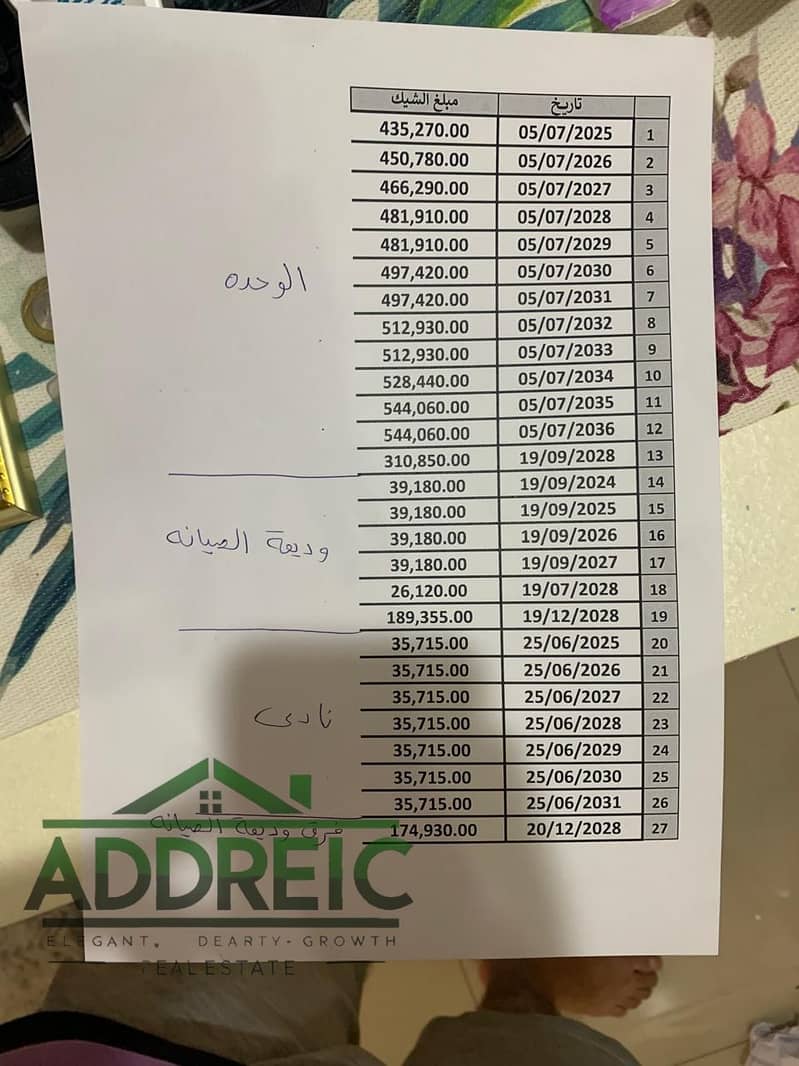 مبلغ الشيك تاريخ
435,270.00 05/07/2025 1
450,780.00 05/07/2026 2
466,290.00 05/07/2027 3
481,910.00 05/07/2028 4
481,910.00 05/07/2029 5
497,420.00 05/07/2030 6
الوحده
497,420.00 05/07/2031 7
512,930.00 05/07/2032 8
512,930.00 05/07/2033 9
528,440.00 05/07/2034 10
544,060.00 05/07/2035 11
544,060.00 05/07/2036 12
310,850.00 19/09/2028 13
39,180.00 19/09/2024 14
39,180.00 19/09/2025 15
39,180.00 19/09/2026 16
وديعة الصيانه
39,180.00 19/09/2027 17
26,120.00 19/07/2028 18
189,355.00 19/12/2028 19
35,715.00 25/06/2025 20
35,715.00 25/06/2026 21
35,715.00 25/06/2027 22
نادى
35,715.00 25/06/2028 23
35,715.00 25/06/2029 24
35,715.00 25/06/2030 25
35,715.00 25/06/2031 26
فرق وديعة الصيانه
174,930.00 20/12/2028 27
ADDREIC
ELEGANT. DEARTY-GROWTH
REALESTATE